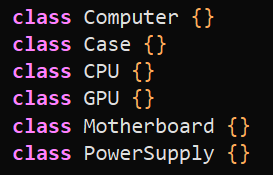 class Computer {}
class Case {}
class CPU {}
class GPU {}
class Motherboard {}
class PowerSupply {}